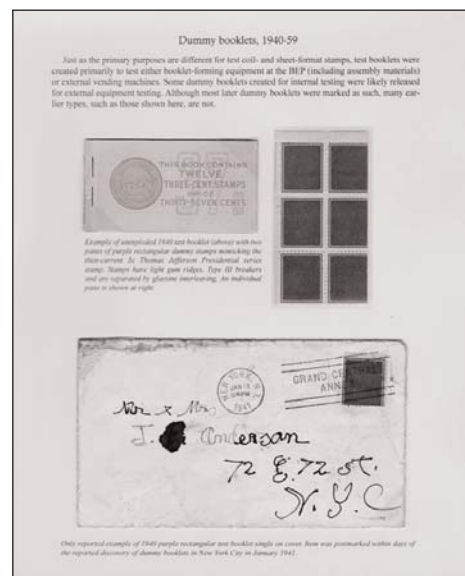 Dummy booklets, 1940-59
Just as the primary purposes are different for test coil- and sheet-format stamps, test booklets were
created primarily to test either booklet-forming equipment at the BEP (including assembly materials)
or external vending machines. Some dummy booklets created for internal testing were likely released
for external equipment testing. Although most later dummy booklets were marked as such, many ear-
lier types, such as those shown here, are not.
THIS BOOK CONTAINS
TWELVE
THREE-CENT STAMPS
PRICE
THIRTY-SEVEN CENTS
Example of unexploded 1940 test booklet (above) with two
panes of purple rectangular dummy stamps mimicking the
then-current 3c Thomas Jefferson Presidential series
stamp. Stamps have light gum ridges, Type III breakers
and are separated by glassine interleaving. An individual
pane is shown at right.
NEW YORK, N.Y.
JAN 13
1941
GRAND CENTRAL
ANNEX
Mr & Mrs
J. Anderson
72 E. 72 st.
N.Y.C
Only reported example of 1940 purple rectangular test booklet single on cover. Item was postmarked within days of
the reported discovery of dummy booklets in New York City in January 1941.